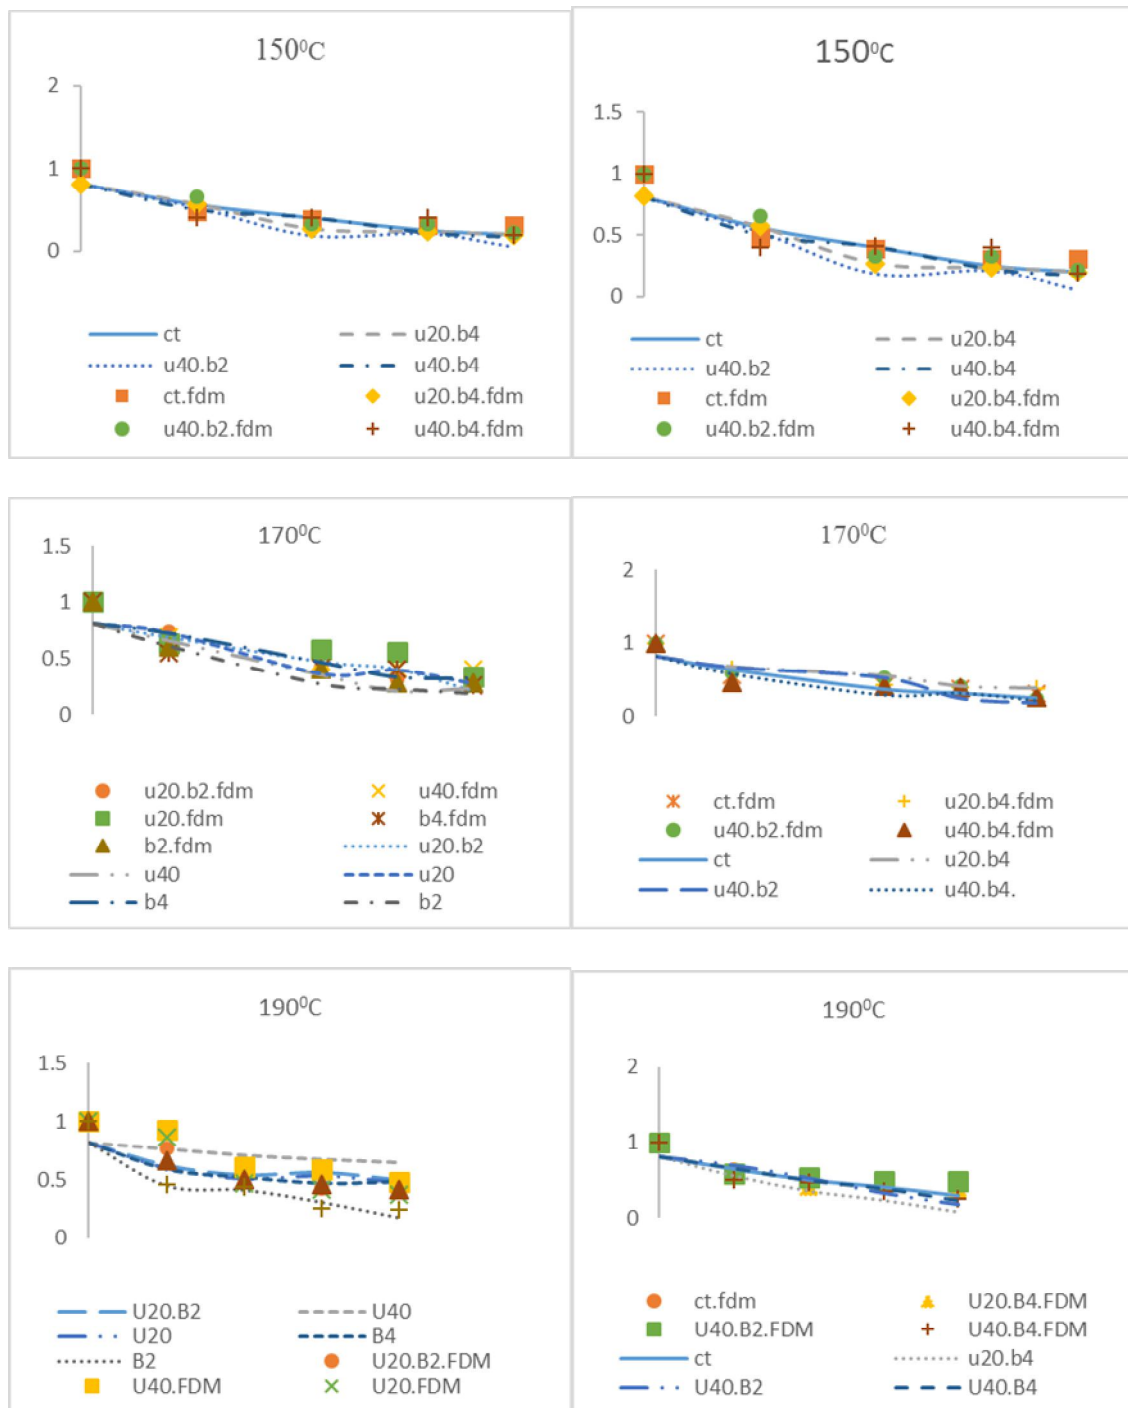 150⁰C
2
1
0
ct u20.b4
u40.b2 u40.b4
ct.fdm u20.b4.fdm
u40.b2.fdm u40.b4.fdm
150⁰C
1.5
1
0.5
0
ct u20.b4
u40.b2 u40.b4
ct.fdm u20.b4.fdm
u40.b2.fdm u40.b4.fdm
170⁰C
1.5
1
0.5
0
u20.b2.fdm u40.fdm
u20.fdm b4.fdm
b2.fdm u20.b2
u40 u20
b4 b2
170⁰C
2
1
0
ct.fdm u20.b4.fdm
u40.b2.fdm u40.b4.fdm
ct u20.b4
u40.b2 u40.b4.
190⁰C
1.5
1
0.5
0
U20.B2 U40
U20 B4
B2 U20.B2.FDM
U40.FDM U20.FDM
190⁰C
2
1
0
ct.fdm U20.B4.FDM
U40.B2.FDM U40.B4.FDM
ct u20.b4
U40.B2 U40.B4